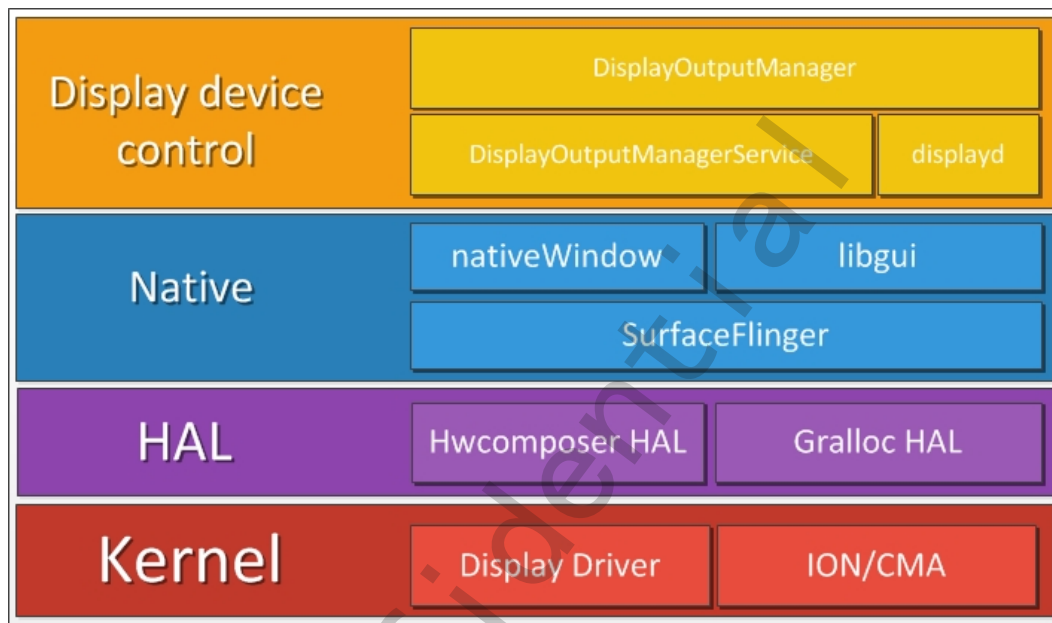 Display device
control
DisplayOutputManager
DisplayOutputManagerService
displayd
Native
nativeWindow
libgui
SurfaceFlinger
HAL
Hwcomposer HAL
Gralloc HAL
Kernel
Display Driver
ION/CMA
fidential